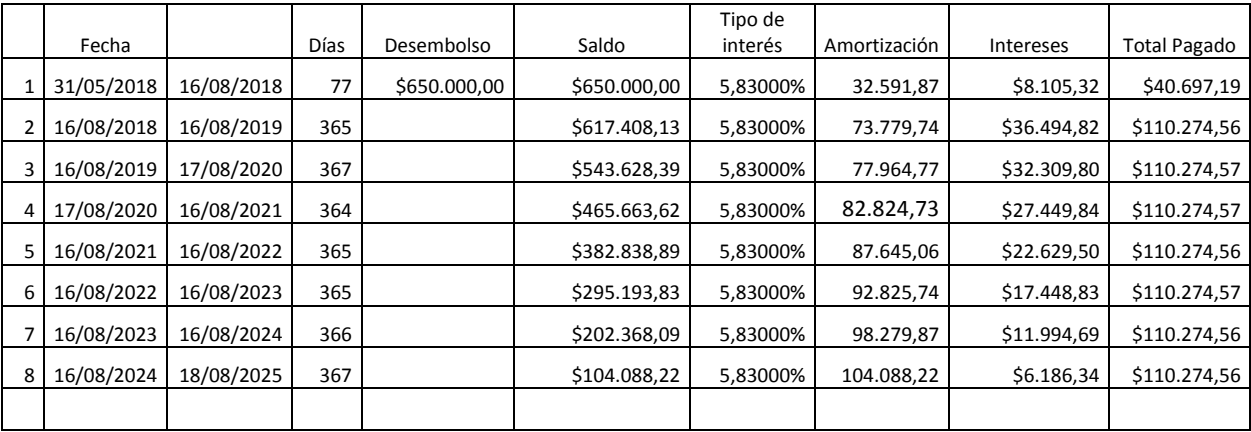 Fecha Días Desembolso Saldo Tipo de interés Amortización Intereses Total Pagado
1 31/05/2018 16/08/2018 77 $650.000,00 $650.000,00 5,83000% 32.591,87 $8.105,32 $40.697,19
2 16/08/2018 16/08/2019 365 $617.408,13 5,83000% 73.779,74 $36.494,82 $110.274,56
3 16/08/2019 17/08/2020 367 $543.628,39 5,83000% 77.964,77 $32.309,80 $110.274,57
4 17/08/2020 16/08/2021 364 $465.663,62 5,83000% 82.824,73 $27.449,84 $110.274,57
5 16/08/2021 16/08/2022 365 $382.838,89 5,83000% 87.645,06 $22.629,50 $110.274,56
6 16/08/2022 16/08/2023 365 $295.193,83 5,83000% 92.825,74 $17.448,83 $110.274,57
7 16/08/2023 16/08/2024 366 $202.368,09 5,83000% 98.279,87 $11.994,69 $110.274,56
8 16/08/2024 18/08/2025 367 $104.088,22 5,83000% 104.088,22 $6.186,34 $110.274,56